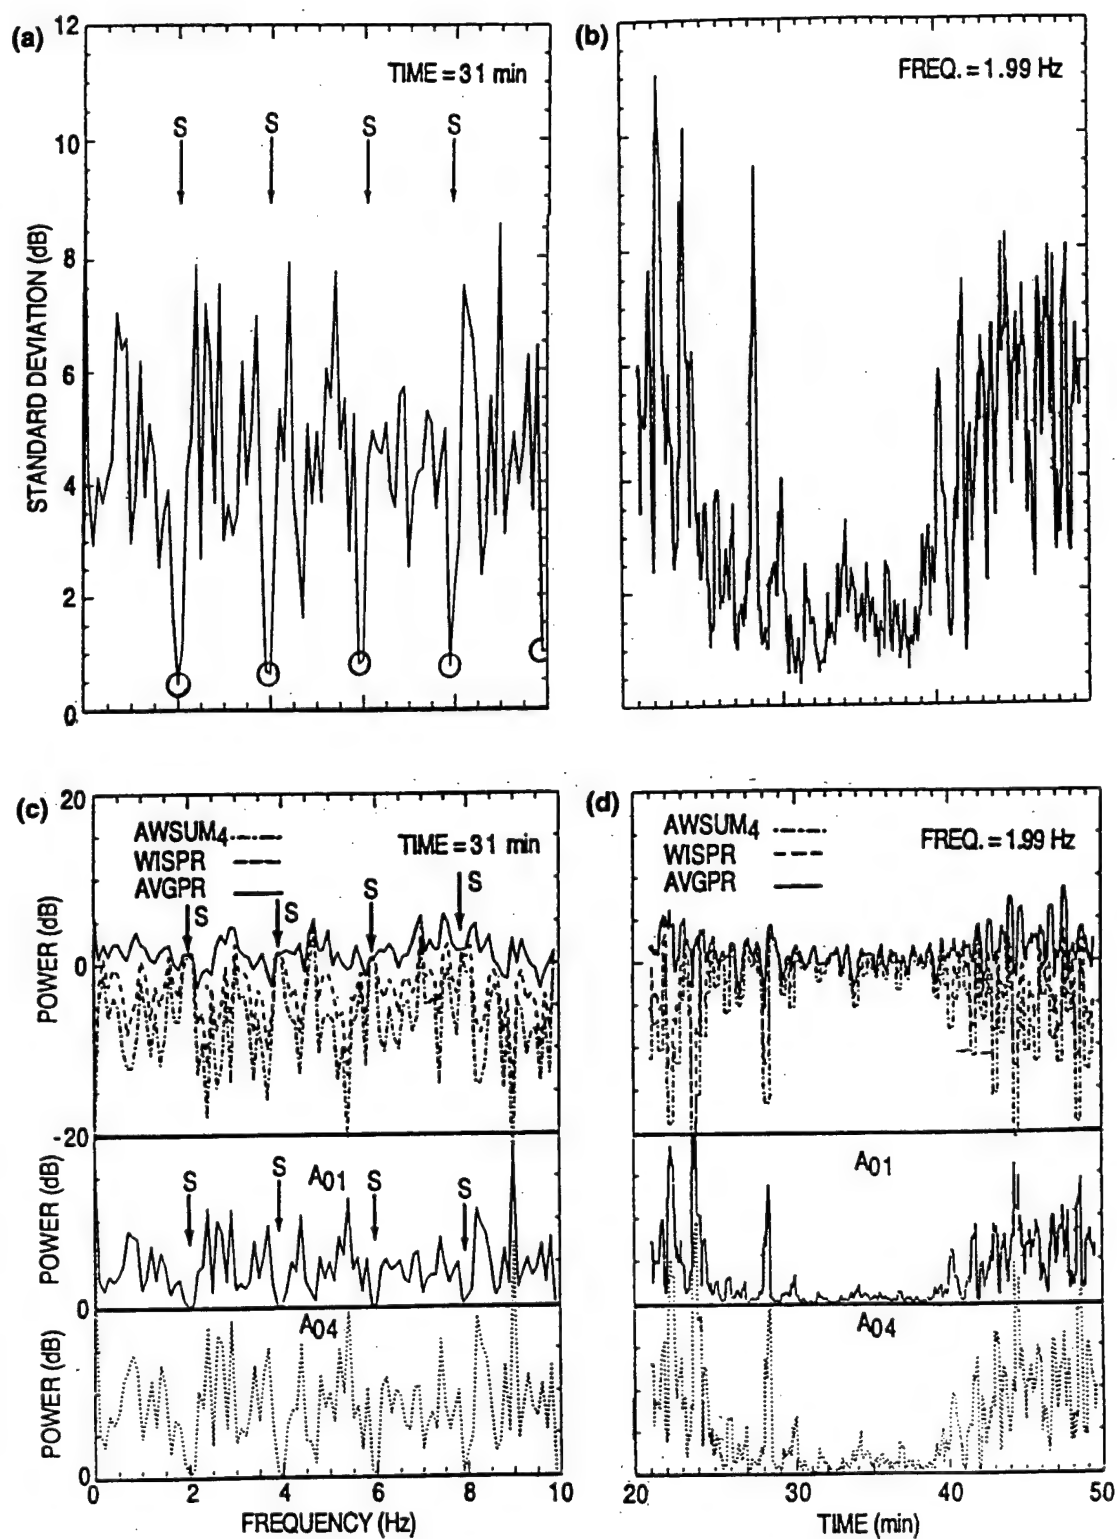 (a)
12
10
8
6
4
2
0
STANDARD DEVIATION (dB)
TIME = 31 min
S S S S
(b)
FREQ. = 1.99 Hz
(c)
20
0
-20
POWER (dB)
AWSUM4
WISPR
AVGPR
TIME = 31 min
S S S S
POWER (dB)
0
S S A01 S S
POWER (dB)
0
A04
0 2 4 6 8 10
FREQUENCY (Hz)
(d)
AWSUM4
WISPR
AVGPR
FREQ. = 1.99 Hz
A01
A04
20 30 40 50
TIME (min)